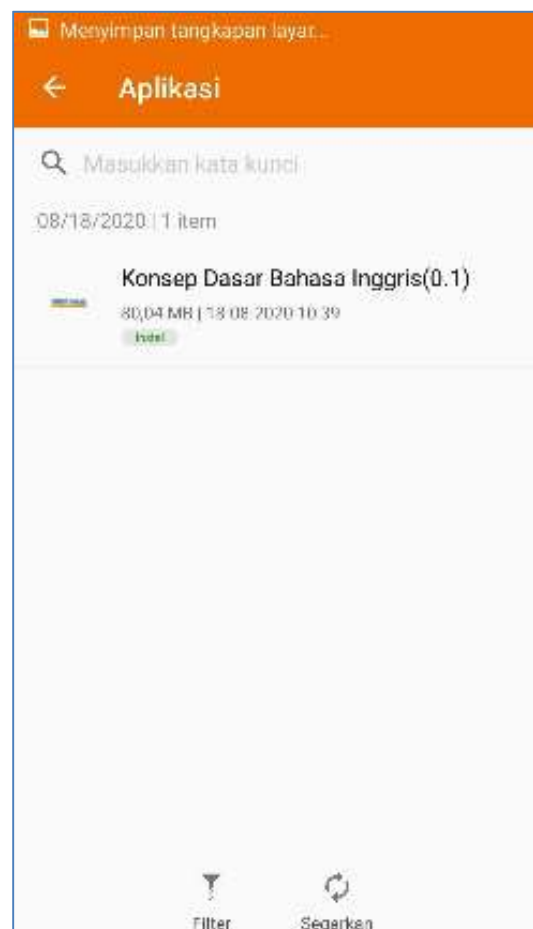 Menyimpan tangkapan layar...
Aplikasi
Masukkan kata kunci
08/18/2020 | 1 item
Konsep Dasar Bahasa Inggris(0.1)
80,04 MB | 18-08-2020 10:39
Filter
Segarkan